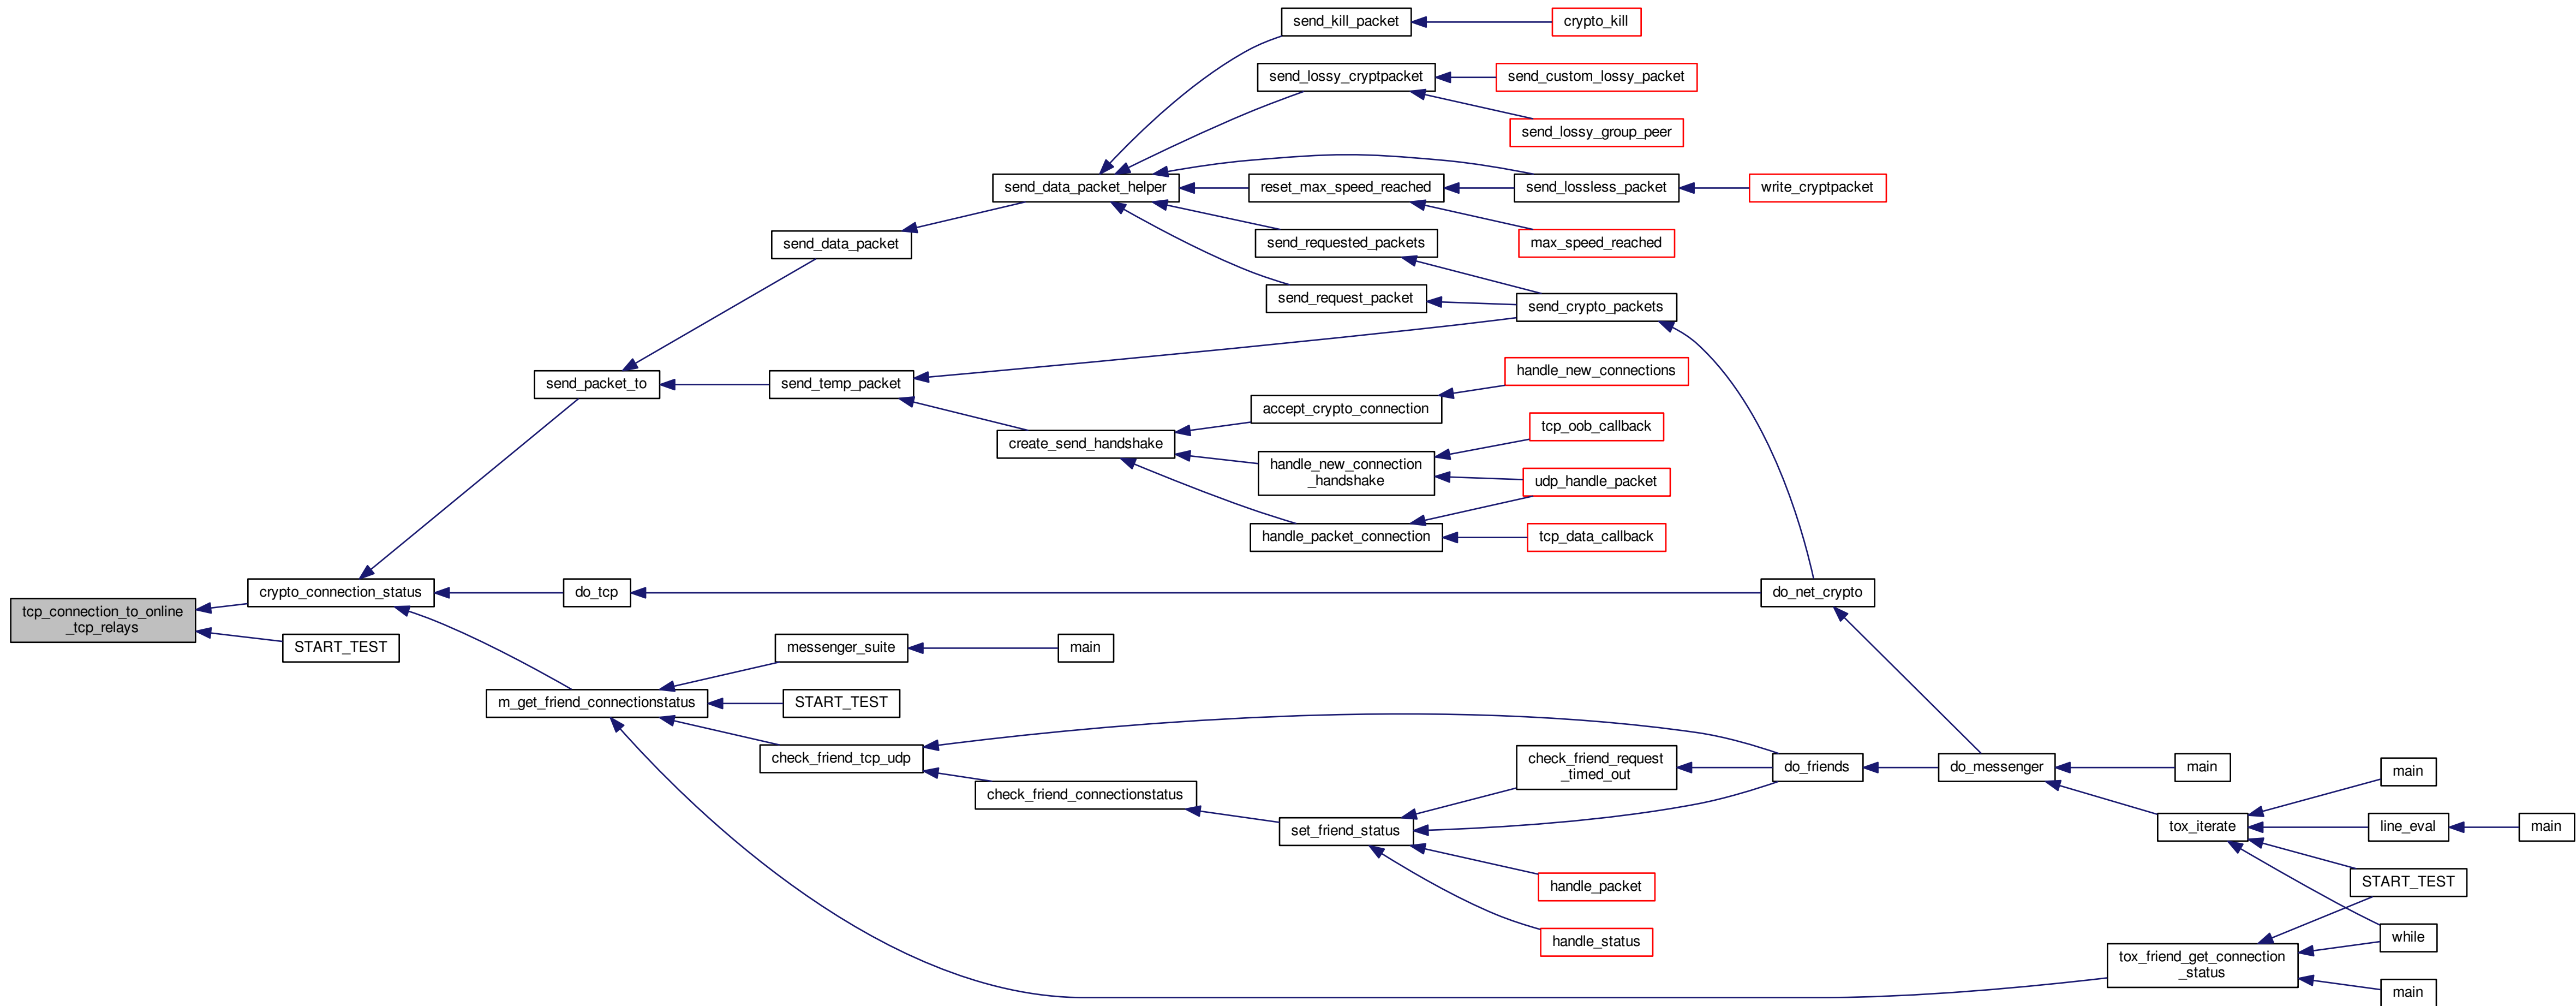 send_kill_packet
crypto_kill
send_lossy_cryptpacket
send_custom_lossy_packet
send_lossy_group_peer
send_data_packet_helper
reset_max_speed_reached
send_lossless_packet
write_cryptpacket
send_data_packet
send_requested_packets
max_speed_reached
send_request_packet
send_crypto_packets
send_packet_to
send_temp_packet
handle_new_connections
accept_crypto_connection
create_send_handshake
tcp_oob_callback
handle_new_connection
_handshake
udp_handle_packet
handle_packet_connection
tcp_data_callback
crypto_connection_status
do_tcp
do_net_crypto
tcp_connection_to_online
_tcp_relays
START_TEST
messenger_suite
main
m_get_friend_connectionstatus
START_TEST
check_friend_tcp_udp
check_friend_request
_timed_out
do_friends
do_messenger
main
main
check_friend_connectionstatus
set_friend_status
tox_iterate
line_eval
main
handle_packet
START_TEST
handle_status
while
tox_friend_get_connection
_status
main